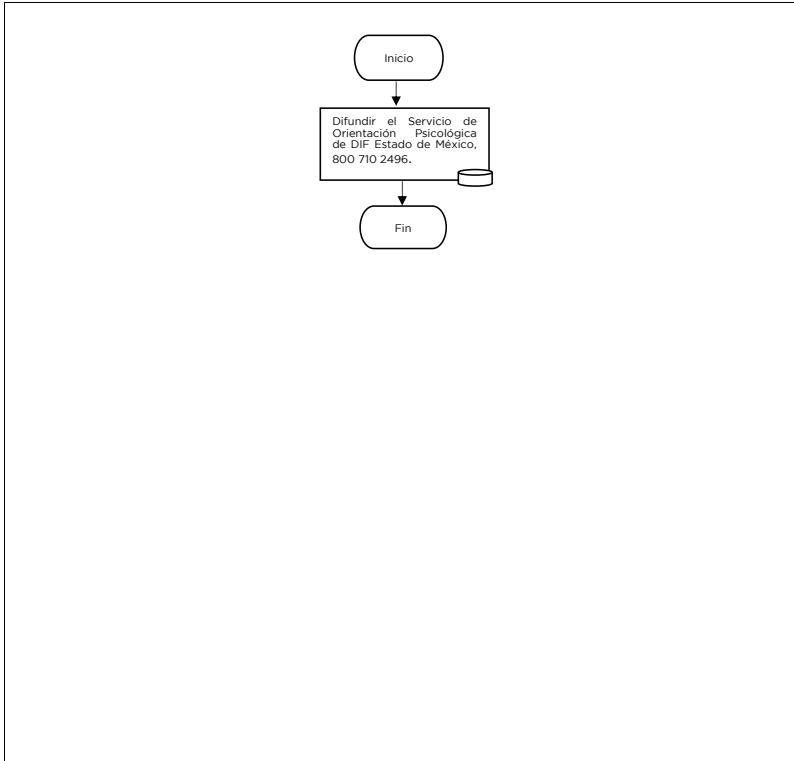 Inicio
Difundir el Servicio de
Orientación Psicológica
de DIF Estado de México,
800 710 2496.
Fin